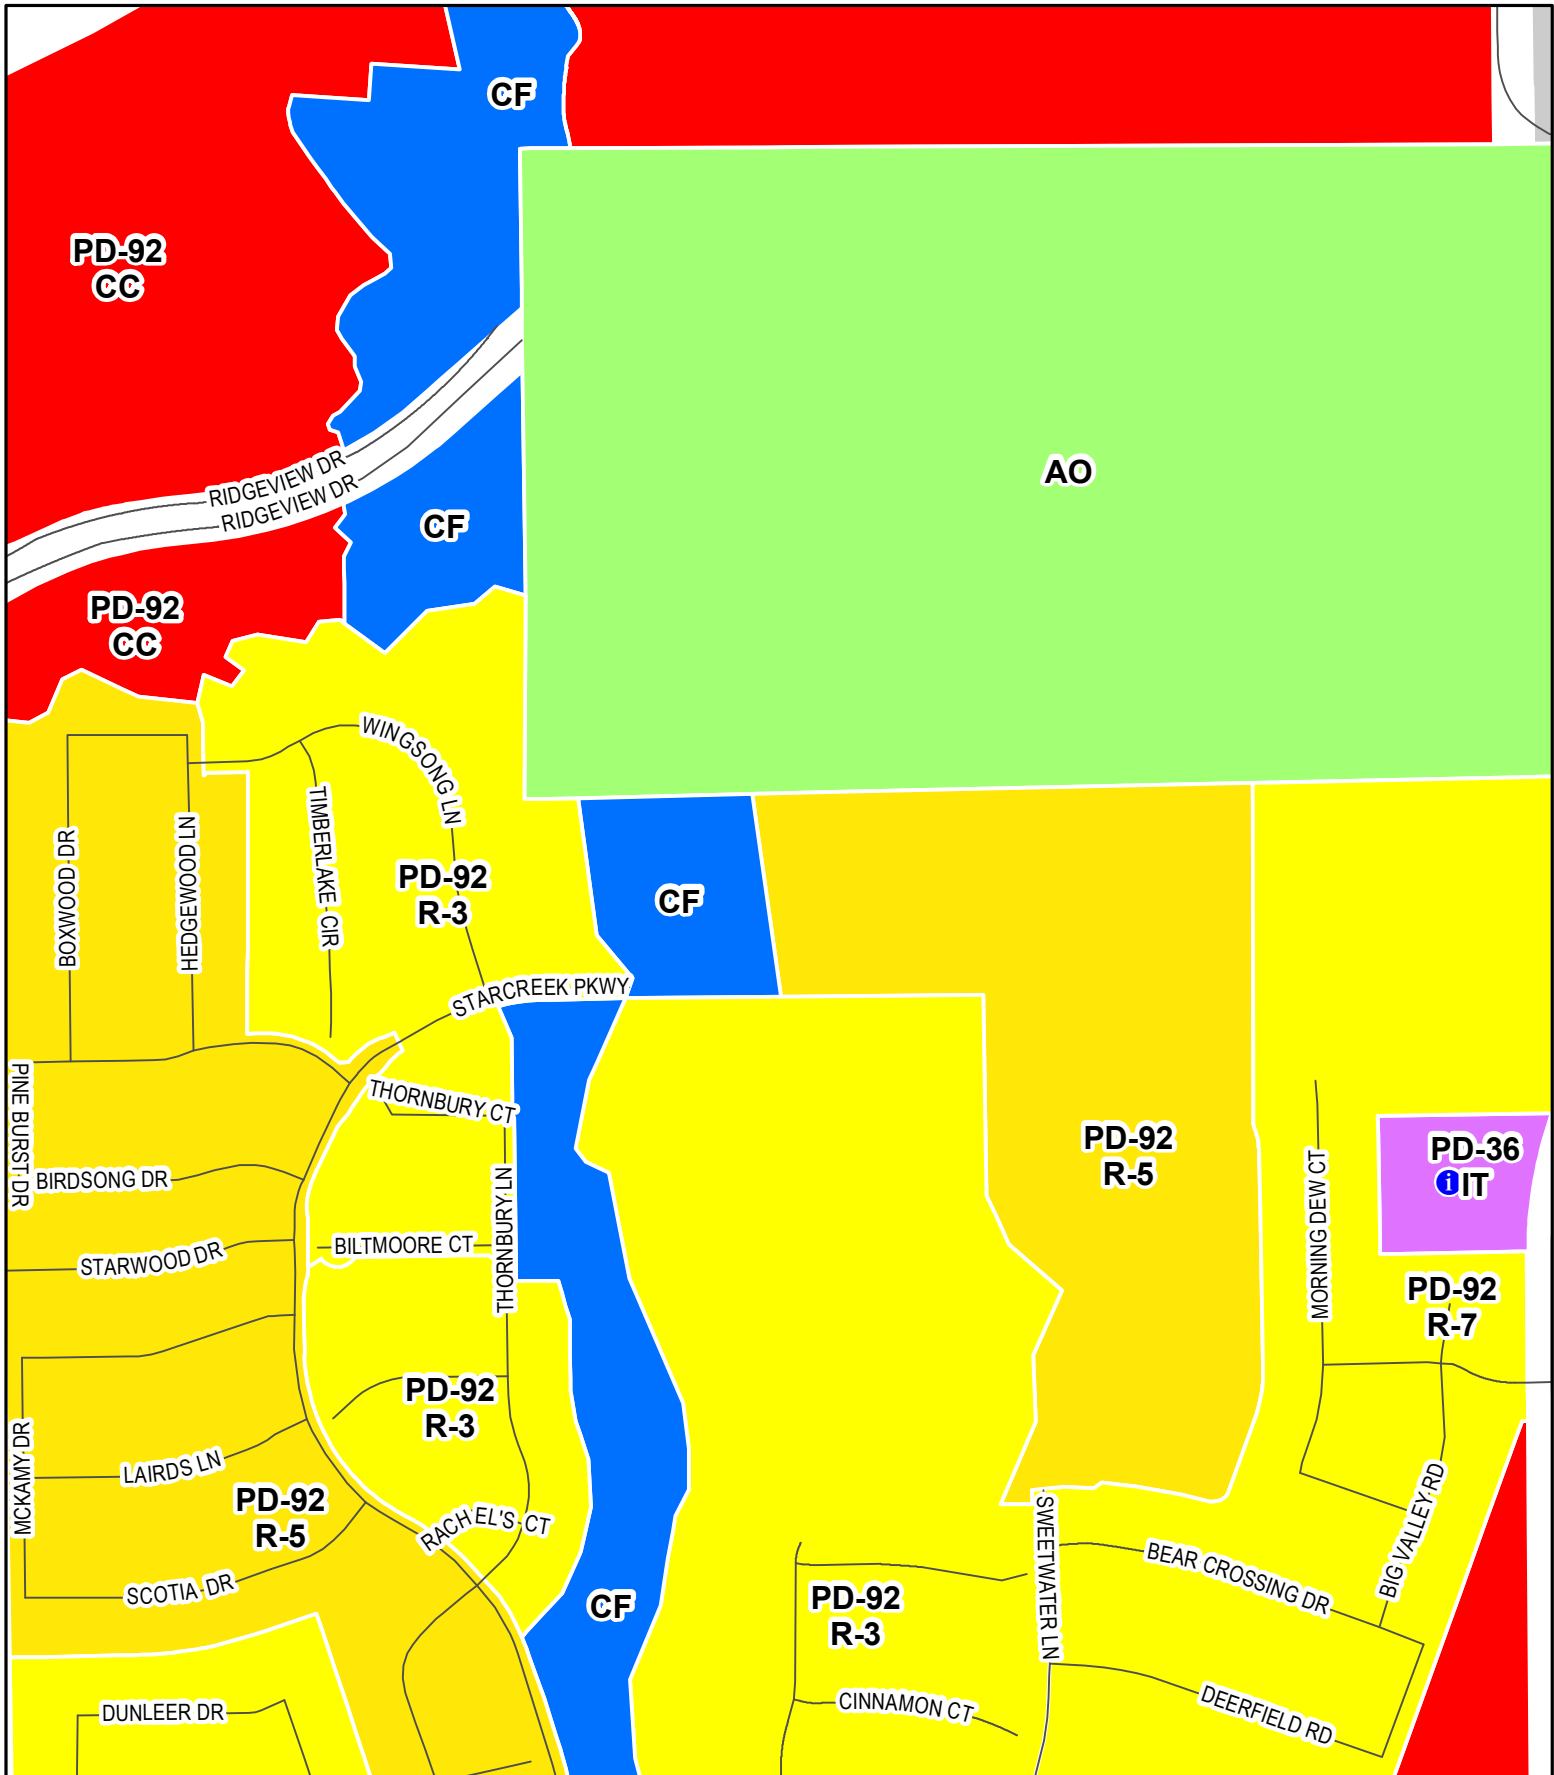 CF
PD-92
CC
RIDGEVIEW DR
RIDGEVIEW DR
AO
CF
PD-92
CC
WINGSONG LN
TIMBERLAKE CIR
BOXWOOD DR
HEDGEWOOD LN
PD-92
R-3
CF
STARCREEK PKWY
PINE BURST DR
THORNBURY CT
BIRDSONG DR
THORNBURY LN
PD-92
R-5
MORNING DEW CT
PD-36
i IT
STARWOOD DR
BILTMOORE CT
PD-92
R-7
PD-92
R-3
MCKAMY DR
LAIRDS LN
PD-92
R-5
RACHEL'S CT
SCOTIA DR
CF
PD-92
R-3
SWEETWATER LN
BEAR CROSSING DR
BIG VALLEY RD
DUNLEER DR
CINNAMON CT
DEERFIELD RD